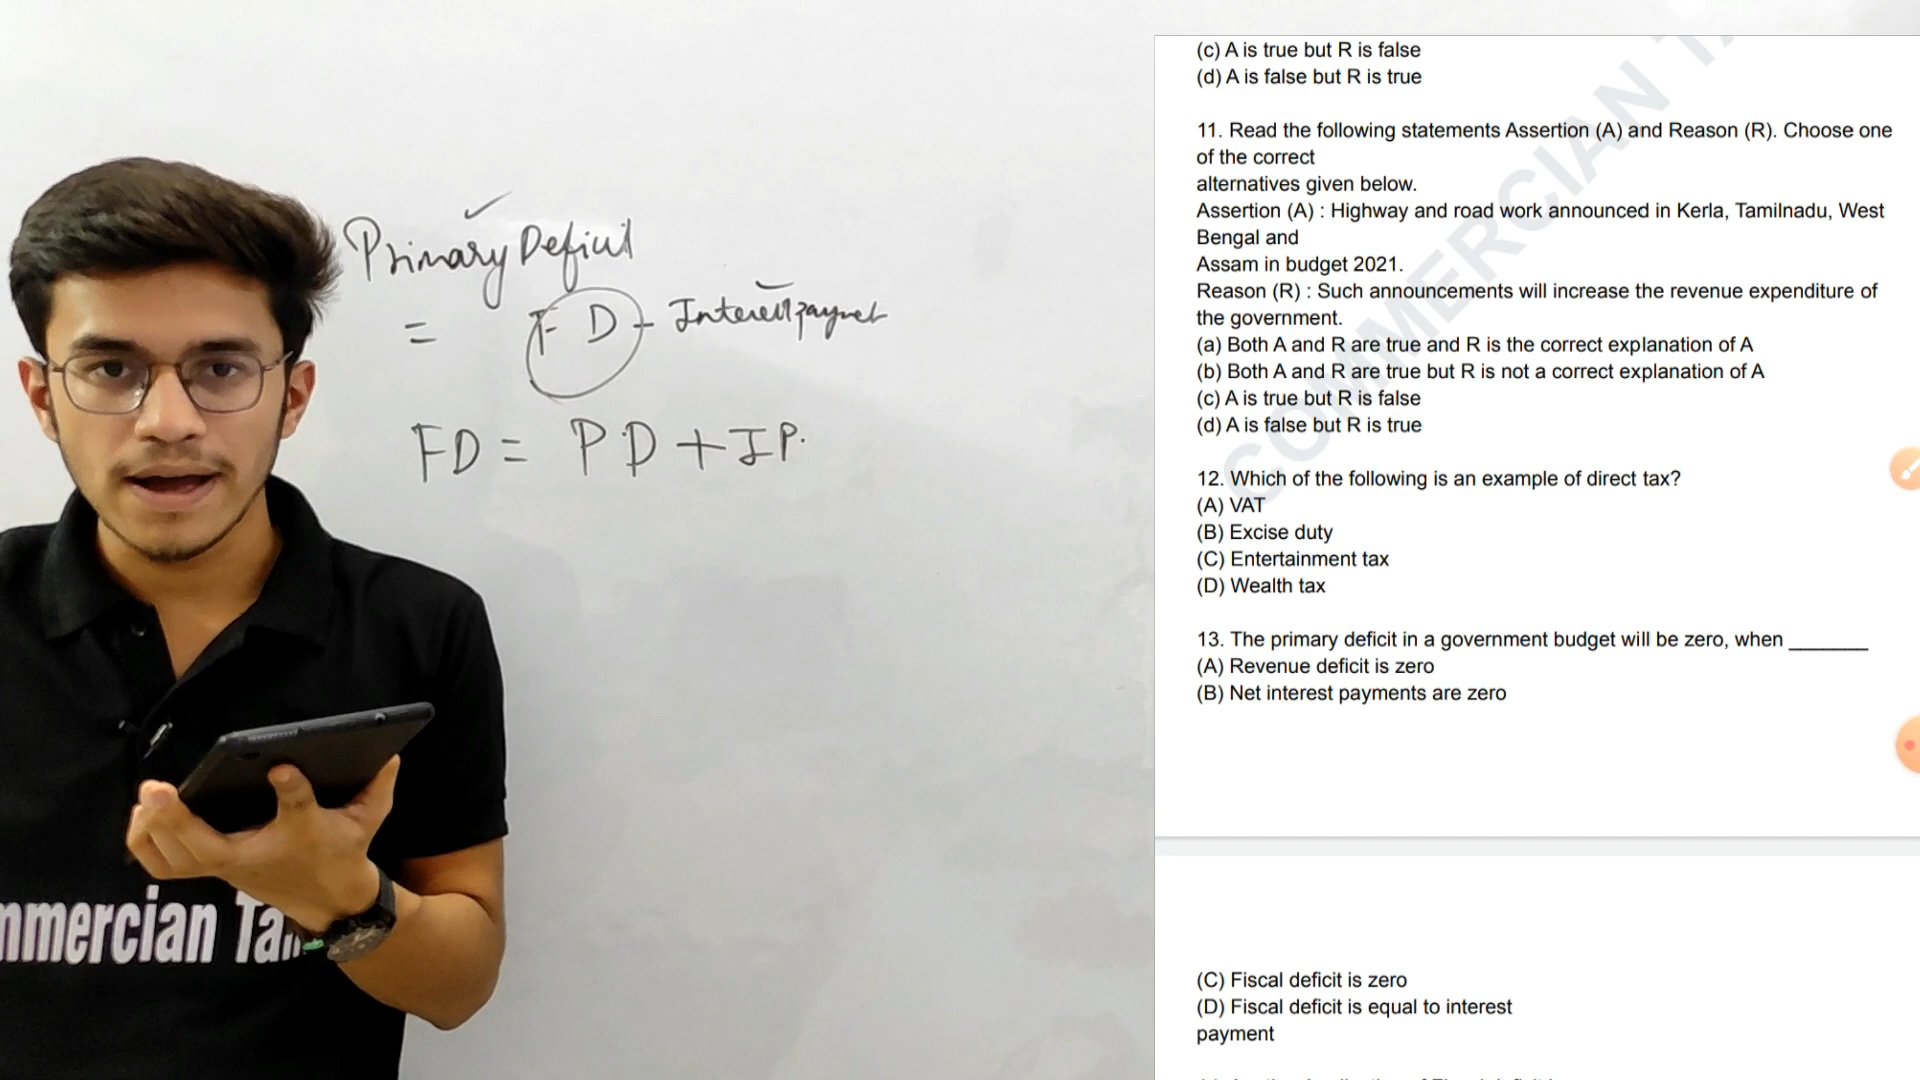 Primary Deficit
= FD - Interest paymet
FD = PD + IP.
mmercian Ta
COMMERCIAN TA
(c) A is true but R is false
(d) A is false but R is true
11. Read the following statements Assertion (A) and Reason (R). Choose one
of the correct
alternatives given below.
Assertion (A) : Highway and road work announced in Kerla, Tamilnadu, West
Bengal and
Assam in budget 2021.
Reason (R) : Such announcements will increase the revenue expenditure of
the government.
(a) Both A and R are true and R is the correct explanation of A
(b) Both A and R are true but R is not a correct explanation of A
(c) A is true but R is false
(d) A is false but R is true
12. Which of the following is an example of direct tax?
(A) VAT
(B) Excise duty
(C) Entertainment tax
(D) Wealth tax
13. The primary deficit in a government budget will be zero, when _______
(A) Revenue deficit is zero
(B) Net interest payments are zero
(C) Fiscal deficit is zero
(D) Fiscal deficit is equal to interest
payment